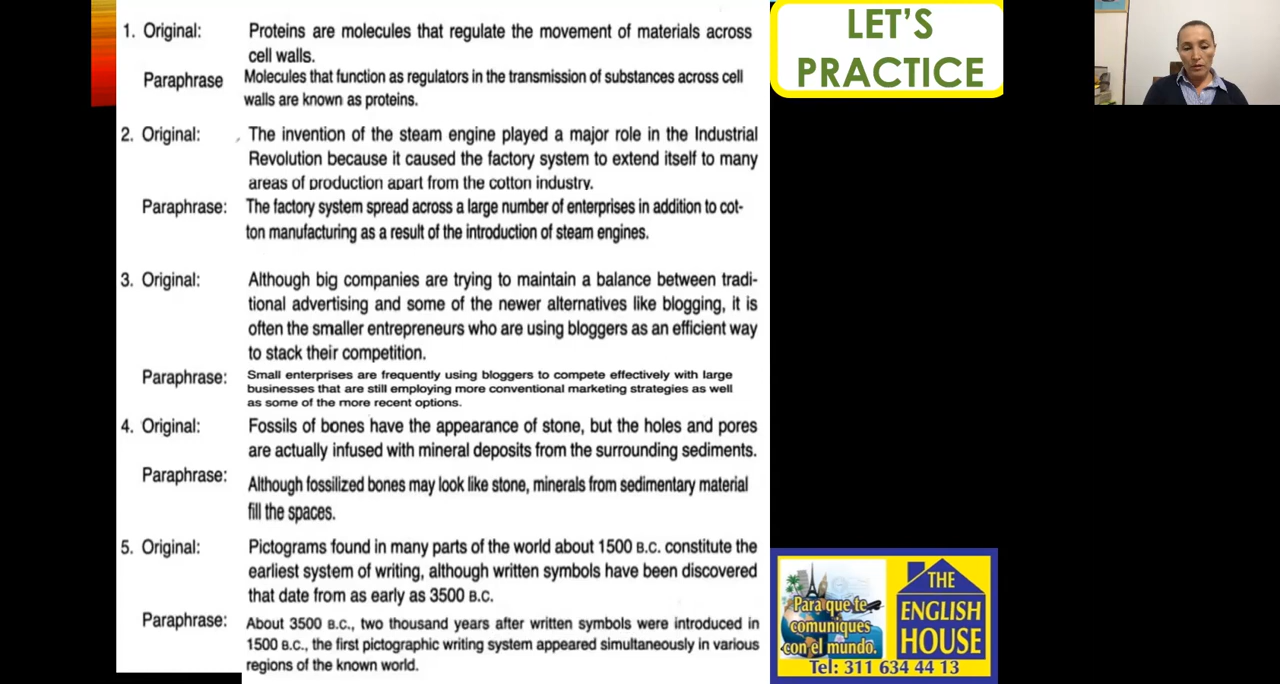 1. Original: Proteins are molecules that regulate the movement of materials across
cell walls.
Paraphrase Molecules that function as regulators in the transmission of substances across cell
walls are known as proteins.
2. Original: The invention of the steam engine played a major role in the Industrial
Revolution because it caused the factory system to extend itself to many
areas of production apart from the cotton industry.
Paraphrase: The factory system spread across a large number of enterprises in addition to cot-
ton manufacturing as a result of the introduction of steam engines.
3. Original: Although big companies are trying to maintain a balance between tradi-
tional advertising and some of the newer alternatives like blogging, it is
often the smaller entrepreneurs who are using bloggers as an efficient way
to stack their competition.
Paraphrase: Small enterprises are frequently using bloggers to compete effectively with large
businesses that are still employing more conventional marketing strategies as well
as some of the more recent options.
4. Original: Fossils of bones have the appearance of stone, but the holes and pores
are actually infused with mineral deposits from the surrounding sediments.
Paraphrase: Although fossilized bones may look like stone, minerals from sedimentary material
fill the spaces.
5. Original: Pictograms found in many parts of the world about 1500 B.C. constitute the
earliest system of writing, although written symbols have been discovered
that date from as early as 3500 B.C.
Paraphrase: About 3500 B.C., two thousand years after written symbols were introduced in
1500 B.C., the first pictographic writing system appeared simultaneously in various
regions of the known world.
LET'S
PRACTICE
Para que te
comuniques
con el mundo.
THE
ENGLISH
HOUSE
Tel: 311 634 44 13